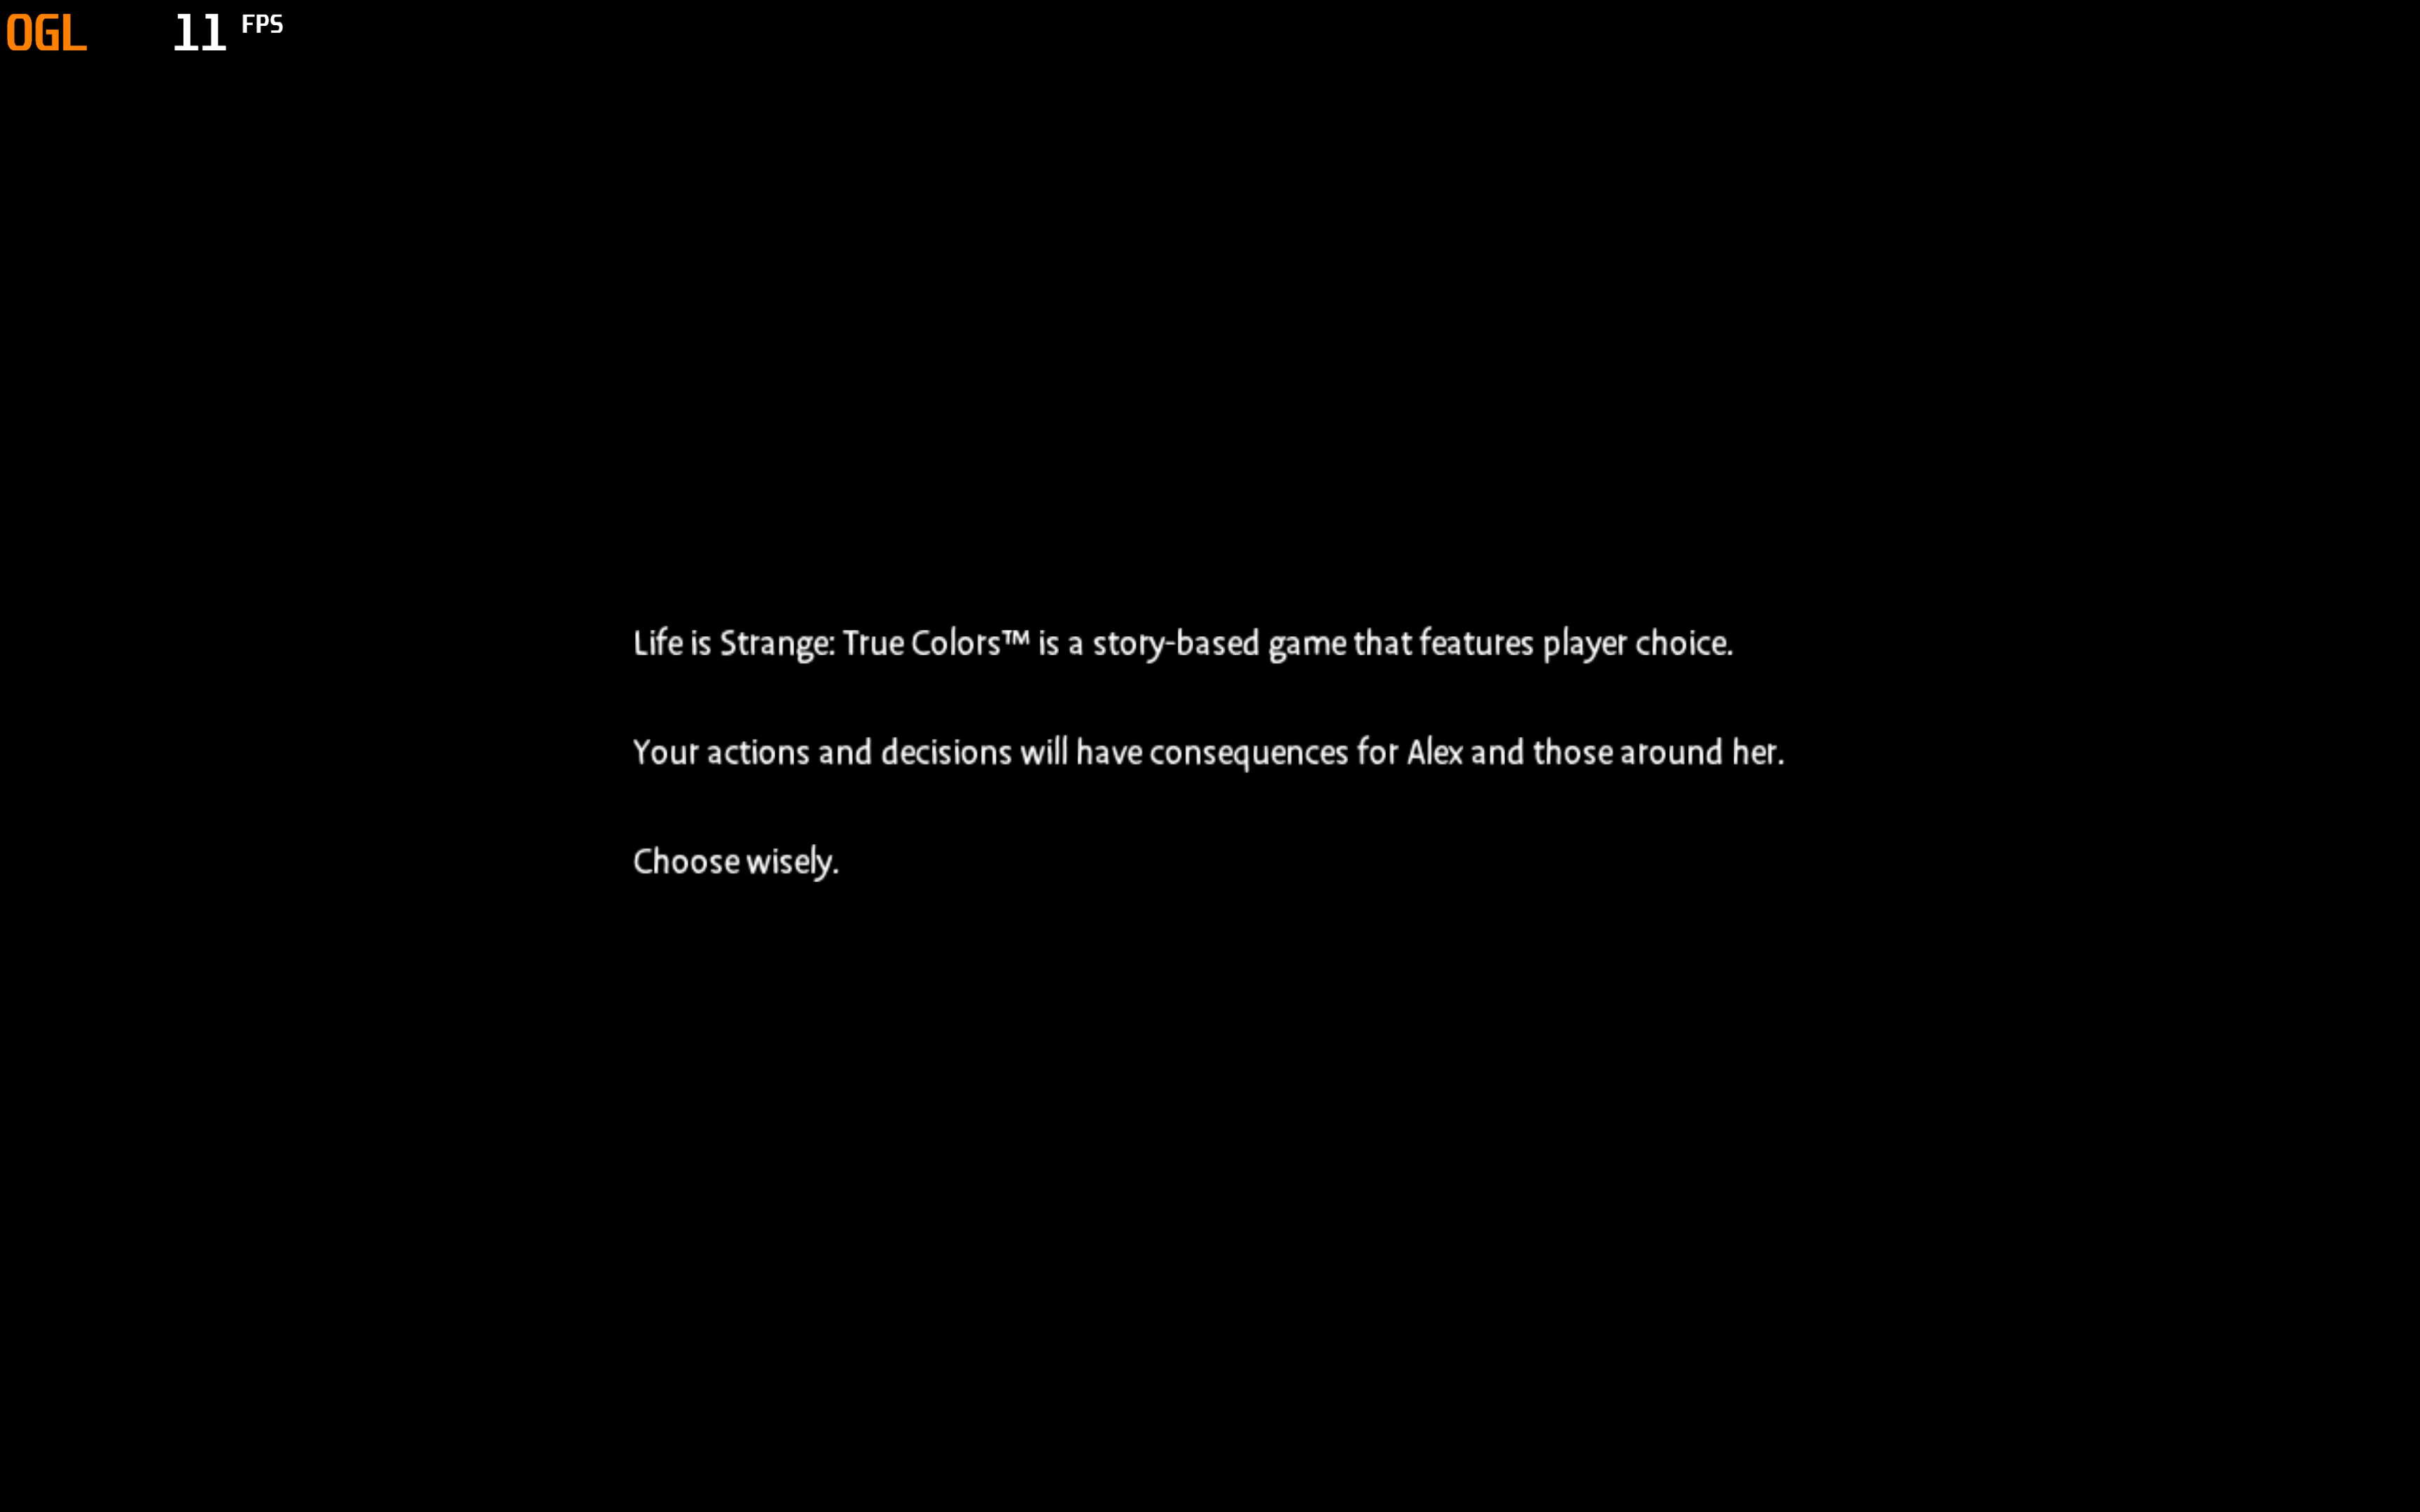 OGL 11 FPS
Life is Strange: True Colors™ is a story-based game that features player choice.
Your actions and decisions will have consequences for Alex and those around her.
Choose wisely.